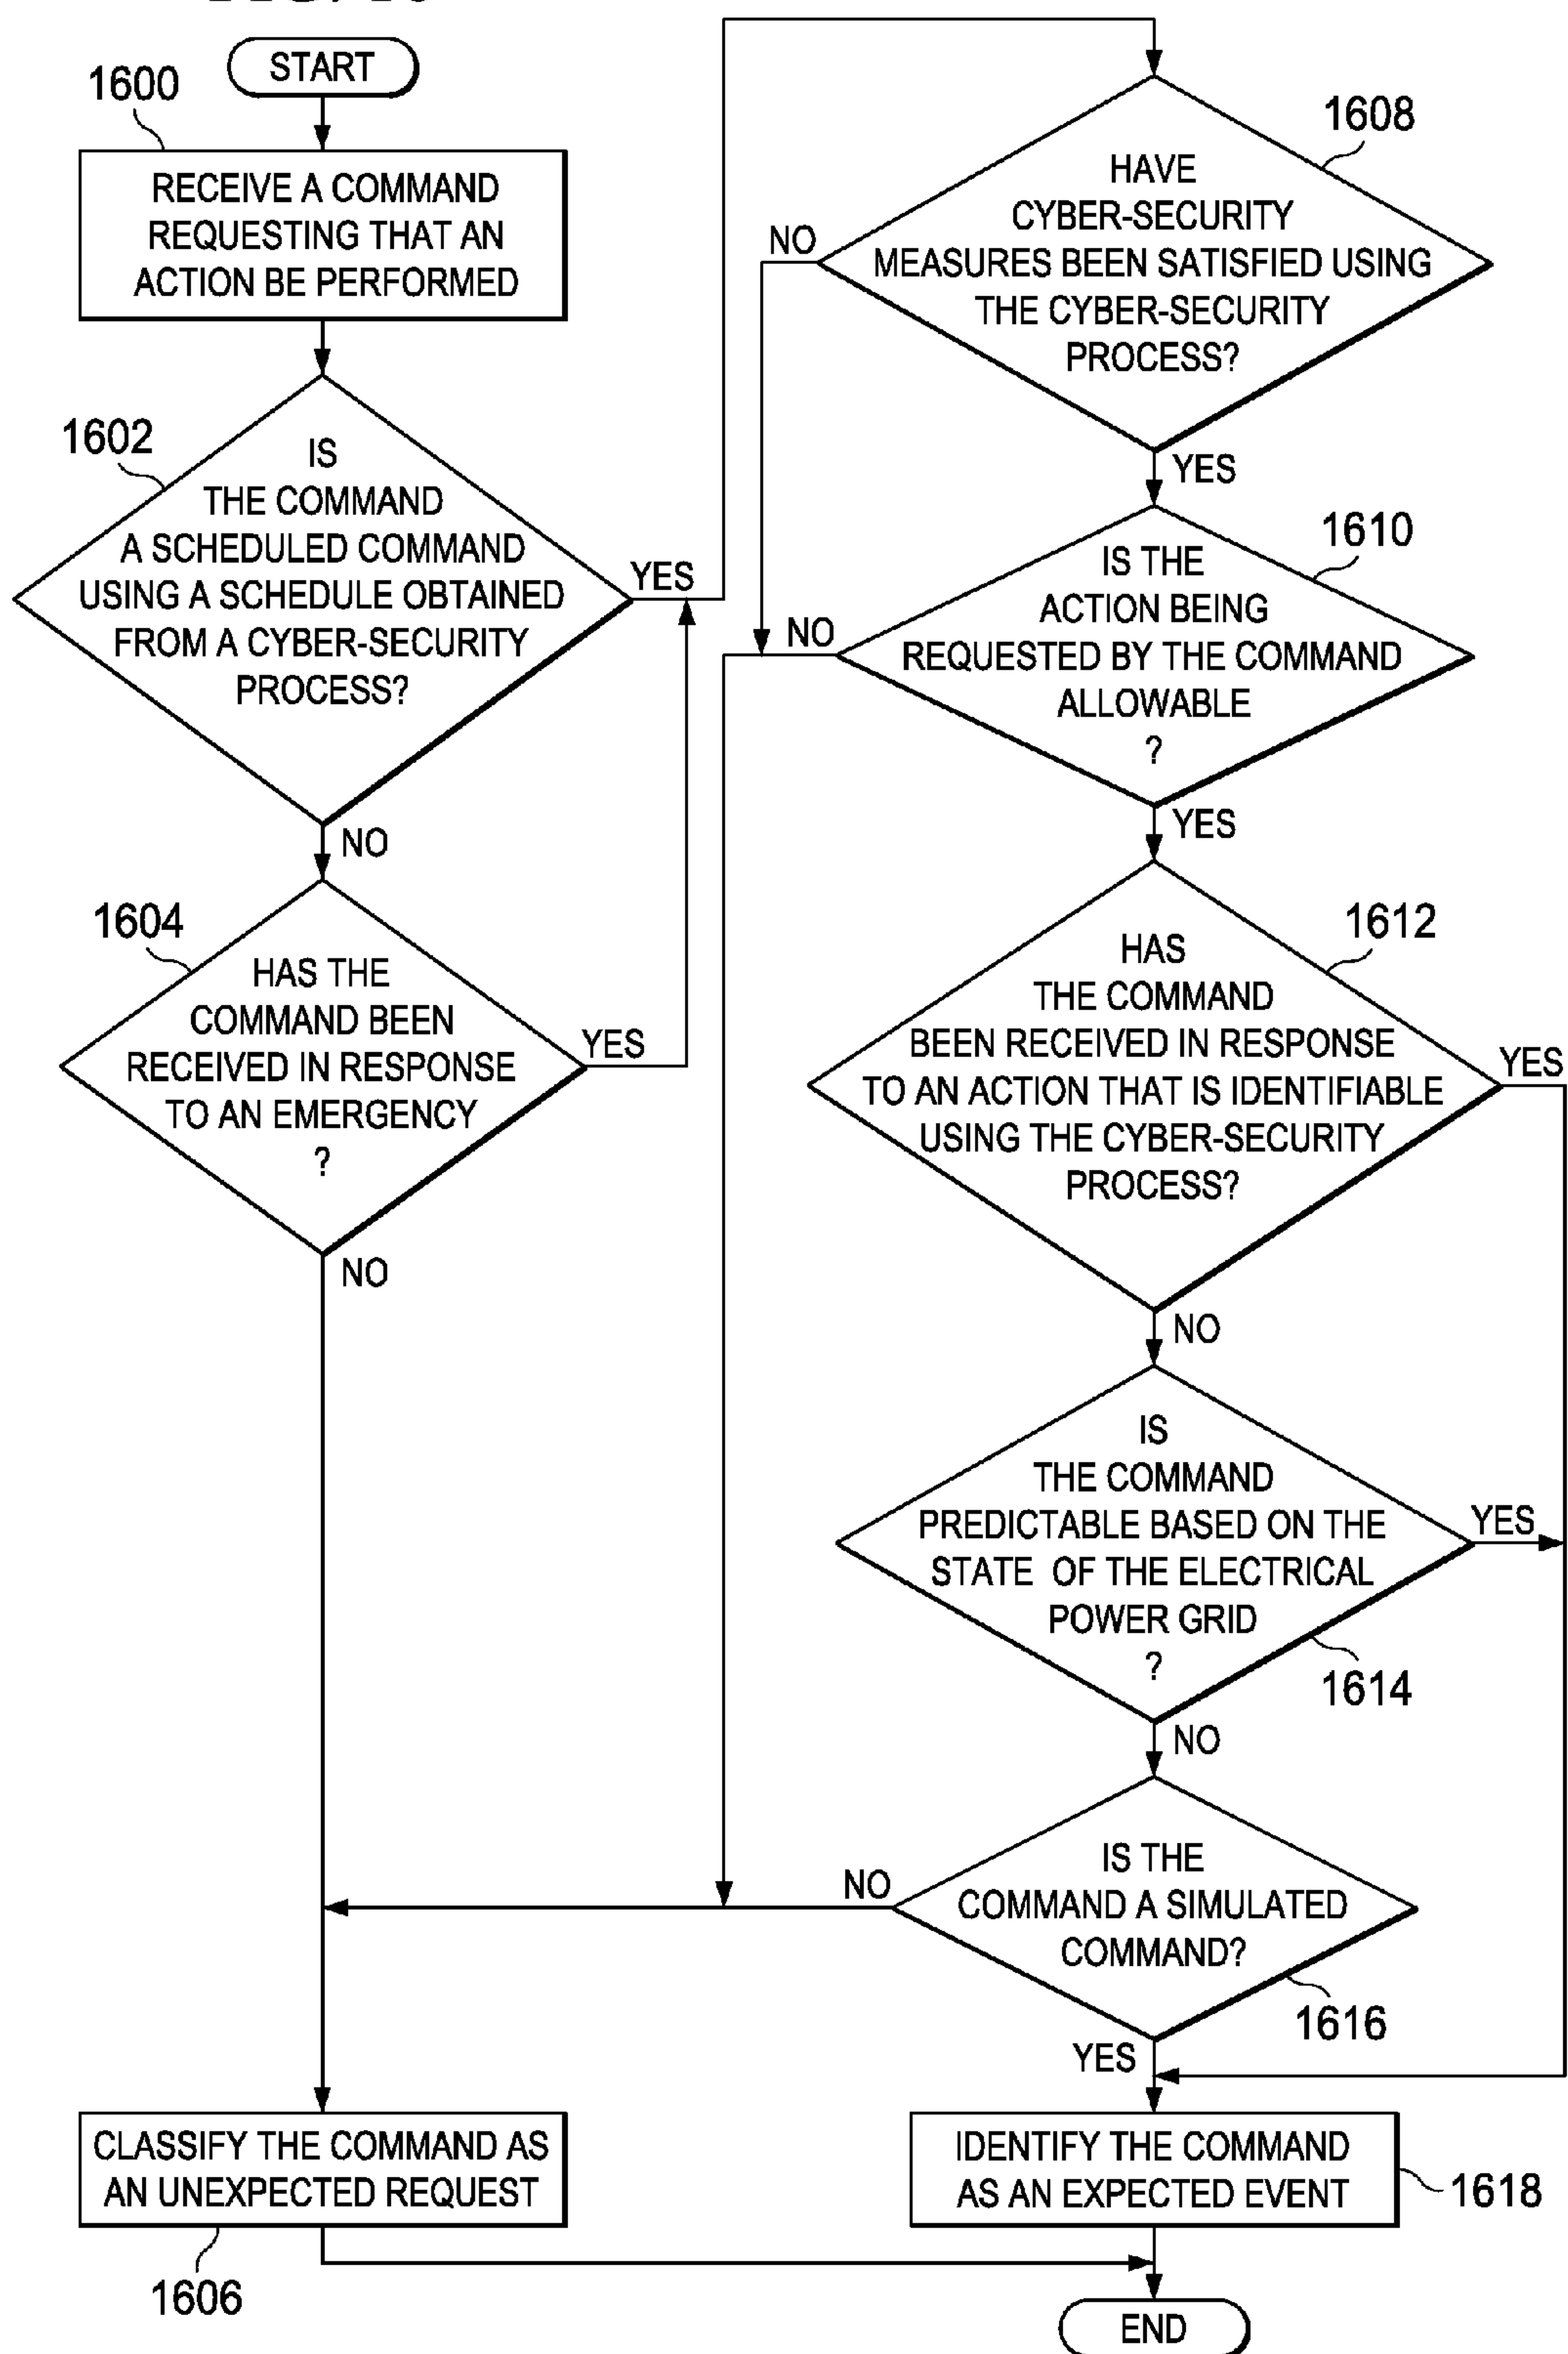 START
1600
RECEIVE A COMMAND
REQUESTING THAT AN
ACTION BE PERFORMED
1602
IS
THE COMMAND
A SCHEDULED COMMAND
USING A SCHEDULE OBTAINED
FROM A CYBER-SECURITY
PROCESS?
YES
NO
1604
HAS THE
COMMAND BEEN
RECEIVED IN RESPONSE
TO AN EMERGENCY
?
YES
NO
CLASSIFY THE COMMAND AS
AN UNEXPECTED REQUEST
1606
1608
HAVE
CYBER-SECURITY
MEASURES BEEN SATISFIED USING
THE CYBER-SECURITY
PROCESS?
NO
YES
1610
IS THE
ACTION BEING
REQUESTED BY THE COMMAND
ALLOWABLE
?
NO
YES
1612
HAS
THE COMMAND
BEEN RECEIVED IN RESPONSE
TO AN ACTION THAT IS IDENTIFIABLE
USING THE CYBER-SECURITY
PROCESS?
YES
NO
IS
THE COMMAND
PREDICTABLE BASED ON THE
STATE OF THE ELECTRICAL
POWER GRID
?
YES
1614
NO
IS THE
COMMAND A SIMULATED
COMMAND?
NO
1616
YES
IDENTIFY THE COMMAND
AS AN EXPECTED EVENT
1618
END